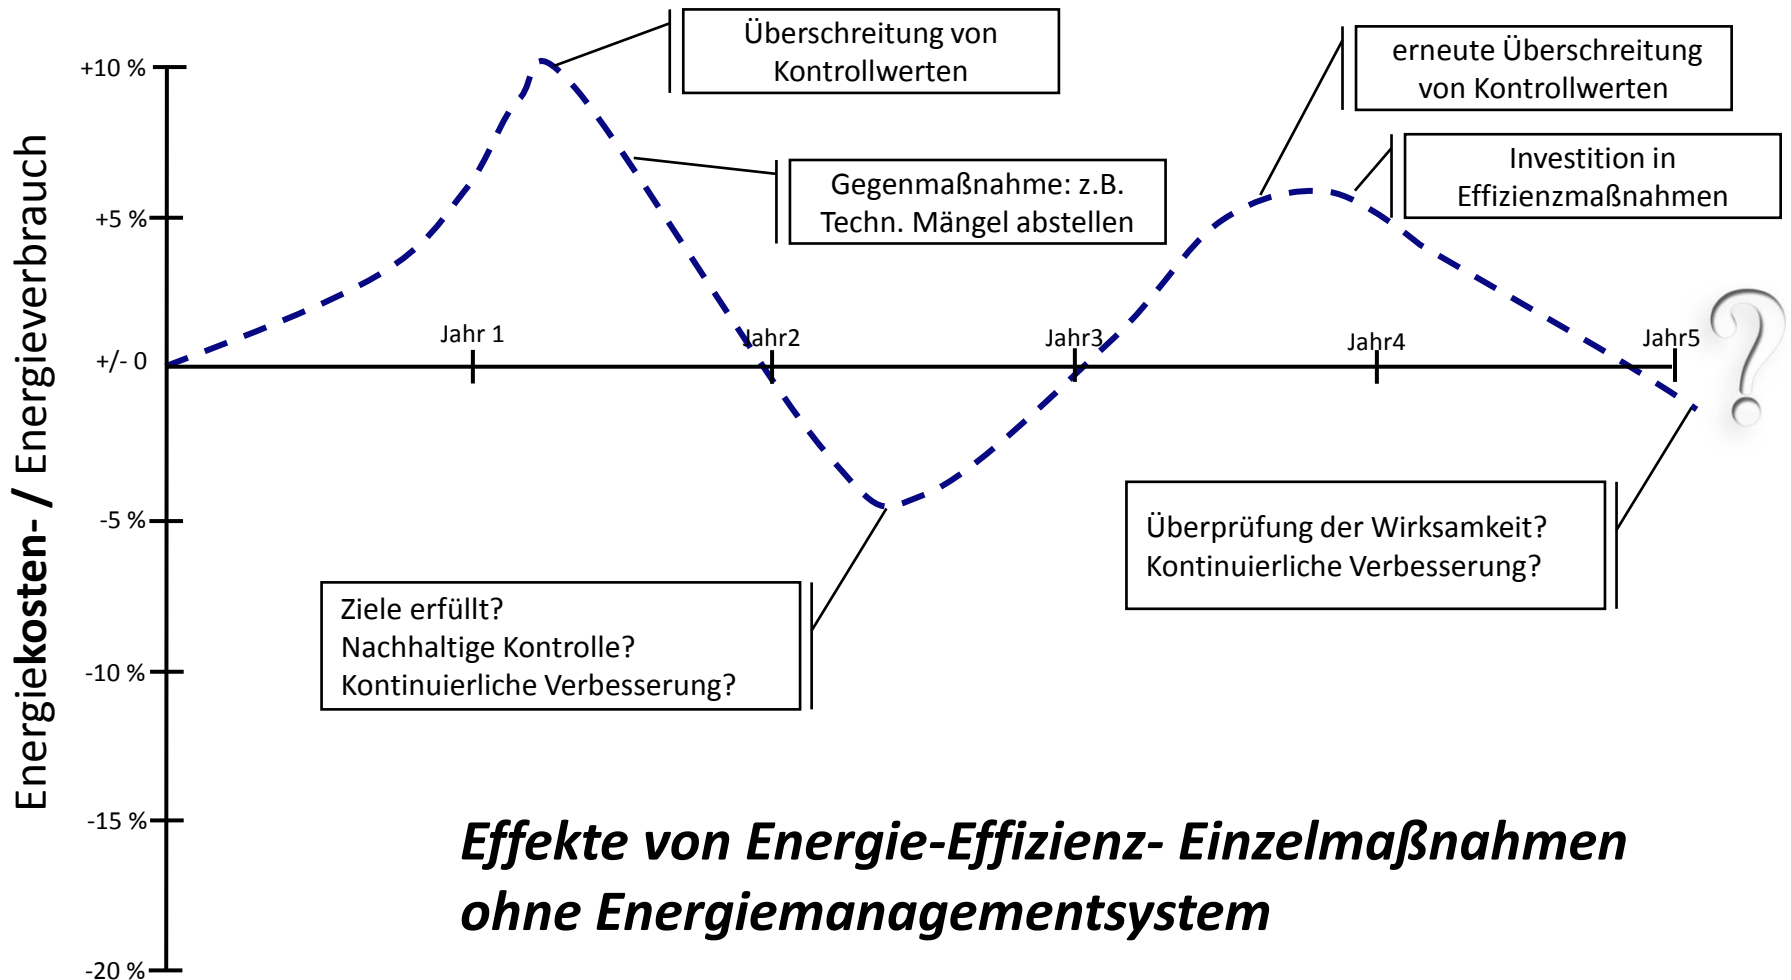 Energiekosten- / Energieverbrauch
+10 %
+5 %
+/- 0
-5 %
-10 %
-15 %
-20 %
Überschreitung von
Kontrollwerten
erneute Überschreitung
von Kontrollwerten
Gegenmaßnahme: z.B.
Techn. Mängel abstellen
Investition in
Effizienzmaßnahmen
Jahr 1
Jahr2
Jahr3
Jahr4
Jahr5
?
Ziele erfüllt?
Nachhaltige Kontrolle?
Kontinuierliche Verbesserung?
Überprüfung der Wirksamkeit?
Kontinuierliche Verbesserung?
Effekte von Energie-Effizienz- Einzelmaßnahmen
ohne Energiemanagementsystem